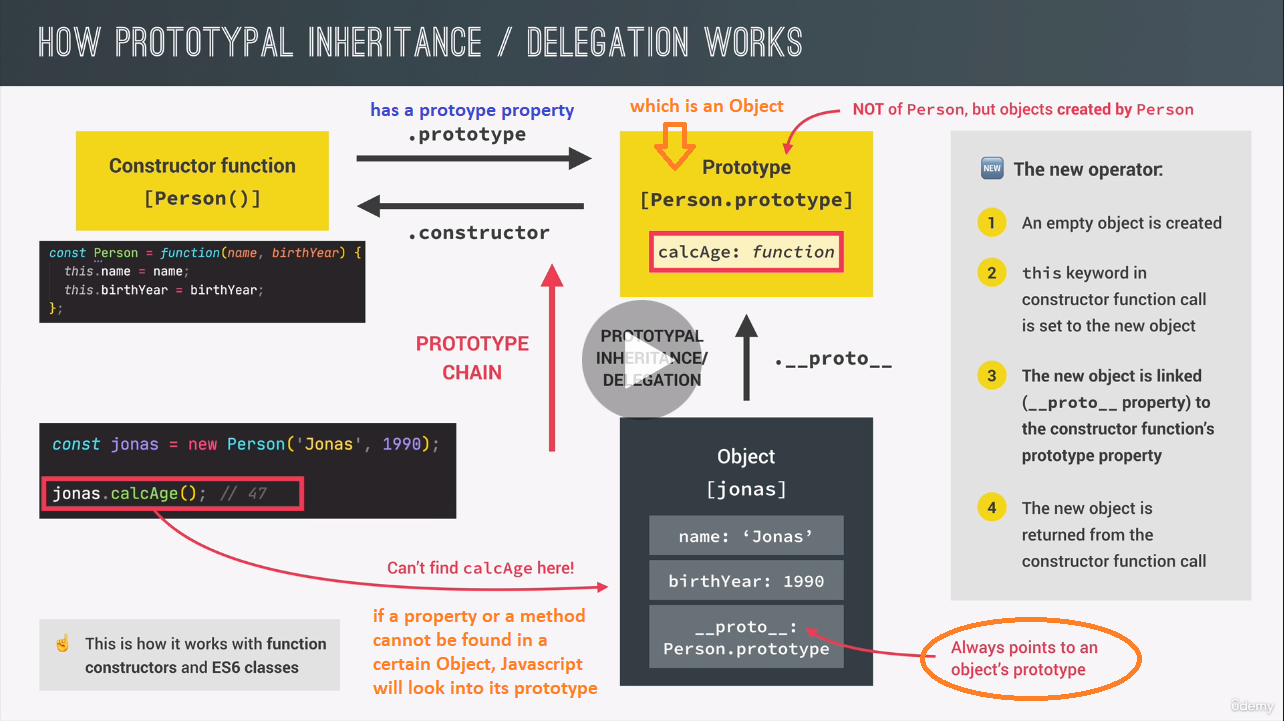 HOW PROTOTYPAL INHERITANCE / DELEGATION WORKS
has a protoype property
.prototype
which is an Object
NOT of Person, but objects created by Person
Constructor function
[Person()]
.constructor
Prototype
[Person.prototype]
calcAge: function
const Person = function(name, birthYear) {
this.name = name;
this.birthYear = birthYear;
};
PROTOTYPE
CHAIN
PROTOTYPAL
INHERITANCE/
DELEGATION
.__proto__
const jonas = new Person('Jonas', 1990);
jonas.calcAge(); // 47
Can't find calcAge here!
if a property or a method
cannot be found in a
certain Object, Javascript
will look into its prototype
Object
[jonas]
name: ‘Jonas’
birthYear: 1990
__proto__:
Person.prototype
Always points to an
object's prototype
☝ This is how it works with function
constructors and ES6 classes
NEW The new operator:
1 An empty object is created
2 this keyword in
constructor function call
is set to the new object
3 The new object is linked
(__proto__ property) to
the constructor function's
prototype property
4 The new object is
returned from the
constructor function call
ûdemy